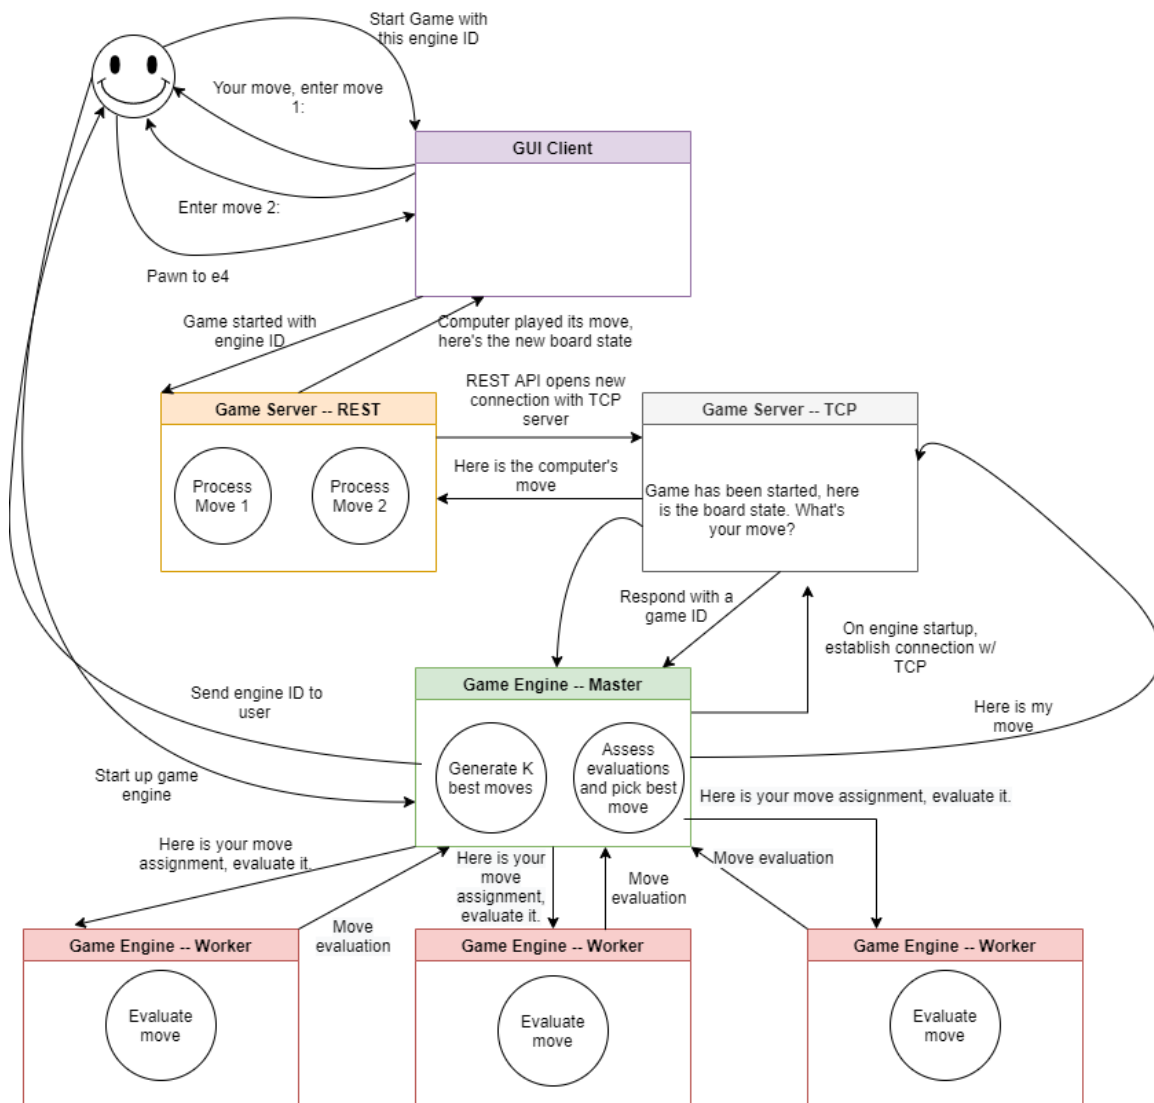 Start Game with
this engine ID
Your move, enter move
1:
GUI Client
Enter move 2:
Pawn to e4
Game started with
engine ID
Computer played its move,
here's the new board state
REST API opens new
connection with TCP
server
Game Server -- REST
Game Server -- TCP
Process
Move 1
Process
Move 2
Here is the computer's
move
Game has been started, here
is the board state. What's
your move?
Respond with a
game ID
On engine startup,
establish connection w/
TCP
Game Engine -- Master
Send engine ID to
user
Here is my
move
Generate K
best moves
Assess
evaluations
and pick best
move
Start up game
engine
Here is your move assignment, evaluate it.
Here is your move
assignment, evaluate it.
Here is your
move
assignment,
evaluate it.
Move evaluation
Move
evaluation
Move
evaluation
Game Engine -- Worker
Game Engine -- Worker
Game Engine -- Worker
Evaluate
move
Evaluate
move
Evaluate
move